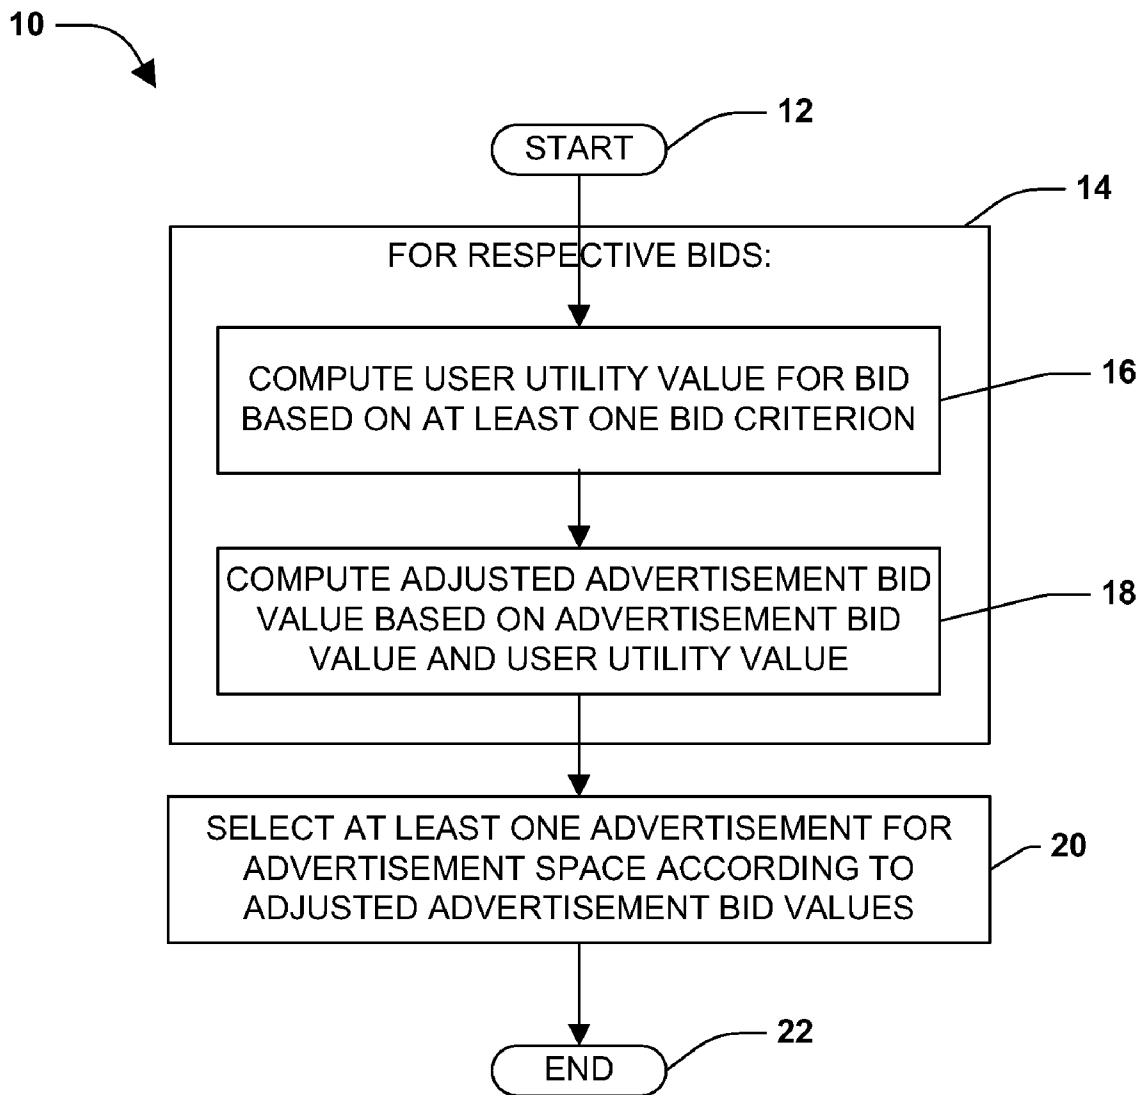 10
START
12
14
FOR RESPECTIVE BIDS:
COMPUTE USER UTILITY VALUE FOR BID
BASED ON AT LEAST ONE BID CRITERION
16
COMPUTE ADJUSTED ADVERTISEMENT BID
VALUE BASED ON ADVERTISEMENT BID
VALUE AND USER UTILITY VALUE
18
SELECT AT LEAST ONE ADVERTISEMENT FOR
ADVERTISEMENT SPACE ACCORDING TO
ADJUSTED ADVERTISEMENT BID VALUES
20
END
22